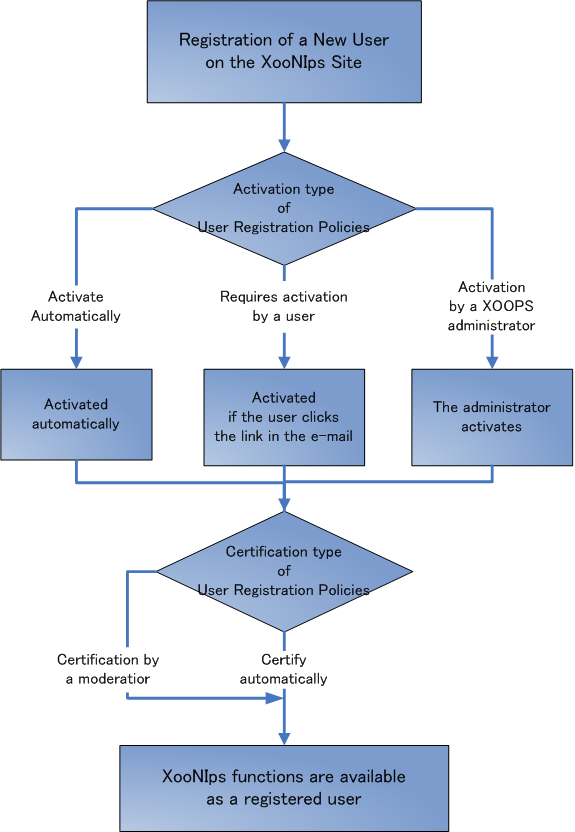 Registration of a New User
on the XooNIps Site
Activation type
of
User Registration Policies
Activate
Automatically
Requires activation
by a user
Activation
by a XOOPS
administrator
Activated
automatically
Activated
if the user clicks
the link in the e-mail
The administrator
activates
Certification type
of
User Registration Policies
Certification by
a moderatior
Certify
automatically
XooNIps functions are available
as a registered user